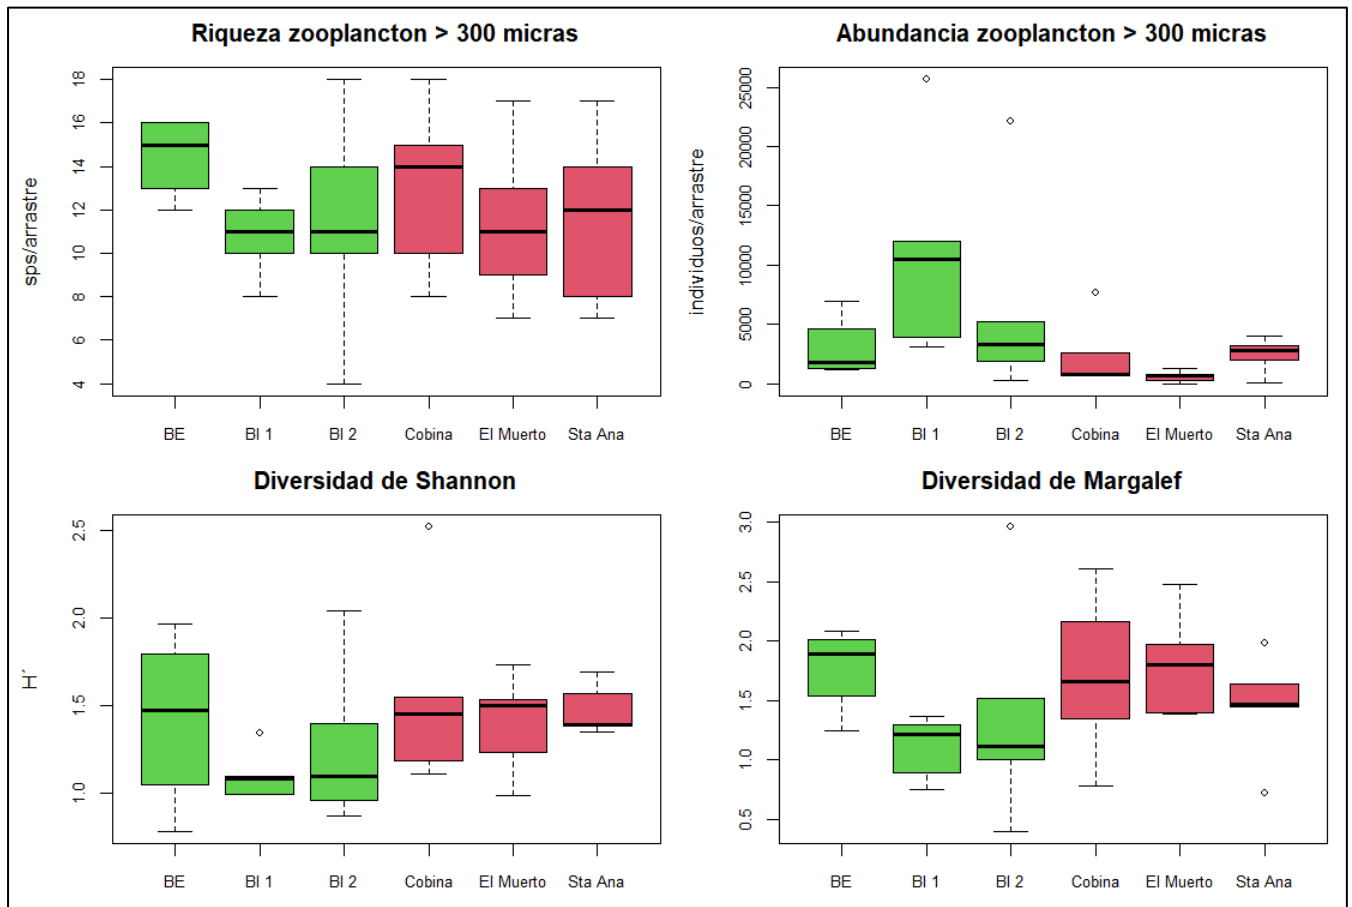 Riqueza zooplancton > 300 micras
sps/arrastre
18
16
14
12
10
8
6
4
BE
BI 1
BI 2
Cobina
El Muerto
Sta Ana
Abundancia zooplancton > 300 micras
individuos/arrastre
25000
20000
15000
10000
5000
0
BE
BI 1
BI 2
Cobina
El Muerto
Sta Ana
Diversidad de Shannon
H´
2.5
2.0
1.5
1.0
BE
BI 1
BI 2
Cobina
El Muerto
Sta Ana
Diversidad de Margalef
3.0
2.5
2.0
1.5
1.0
0.5
BE
BI 1
BI 2
Cobina
El Muerto
Sta Ana